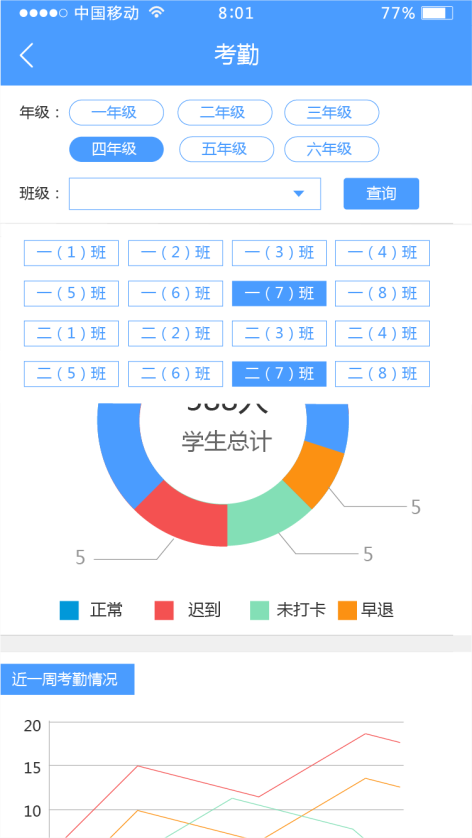 中国移动 8:01 77%
考勤
年级： 一年级 二年级 三年级
四年级 五年级 六年级
班级： 查询
一（1）班 一（2）班 一（3）班 一（4）班
一（5）班 一（6）班 一（7）班 一（8）班
二（1）班 二（2）班 二（3）班 二（4）班
二（5）班 二（6）班 二（7）班 二（8）班
学生总计
5
5
5
正常 迟到 未打卡 早退
近一周考勤情况
20
15
10